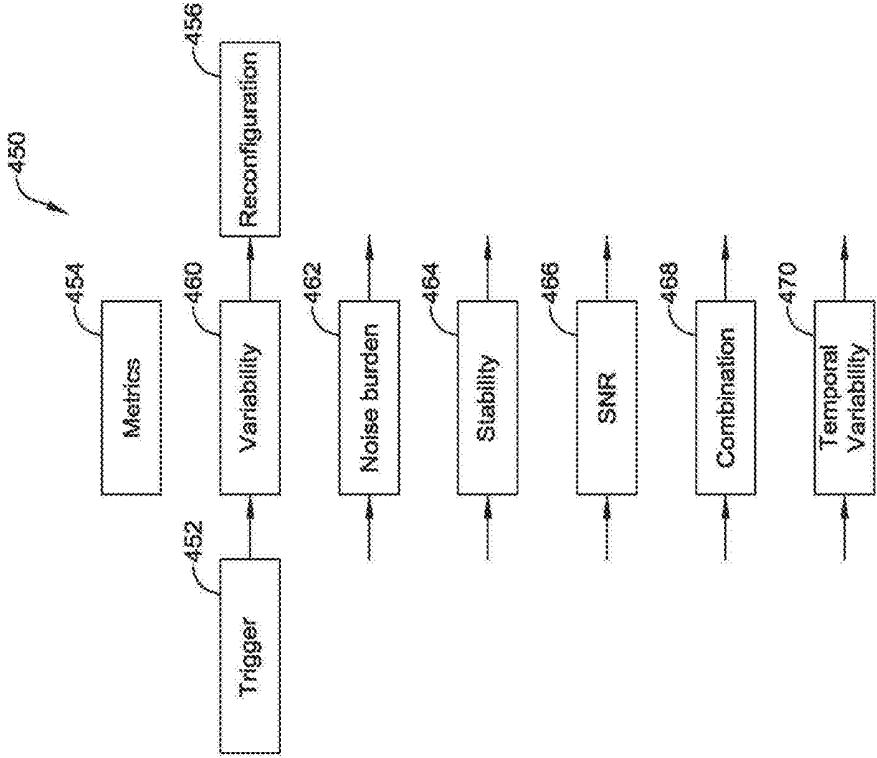 450
454
Metrics
452
Trigger
460
Variability
456
Reconfiguration
462
Noise burden
464
Stability
466
SNR
468
Combination
470
Temporal
Variability